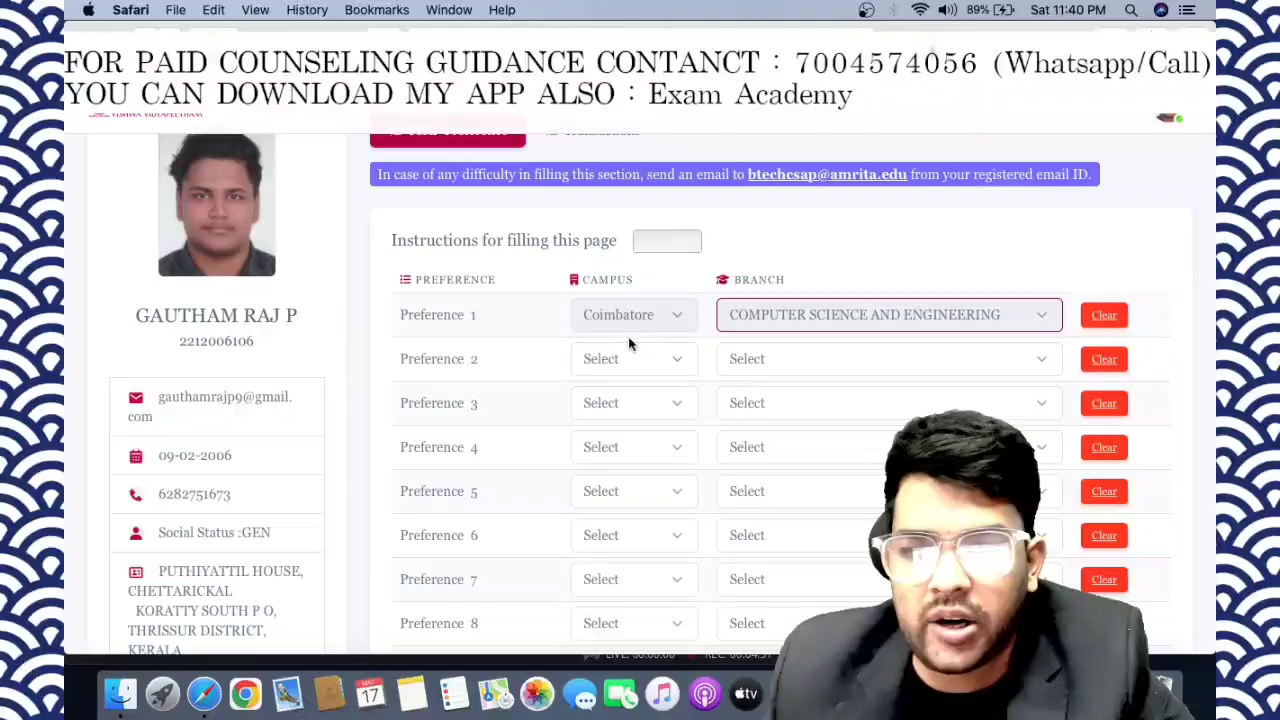 Safari File Edit View History Bookmarks Window Help 89% Sat 11:40 PM
FOR PAID COUNSELING GUIDANCE CONTANCT : 7004574056 (Whatsapp/Call)
YOU CAN DOWNLOAD MY APP ALSO : Exam Academy
VISHWA VIDYAPEETHAM
In case of any difficulty in filling this section, send an email to btechcsap@amrita.edu from your registered email ID.
Instructions for filling this page
PREFERENCE CAMPUS BRANCH
Preference 1 Coimbatore COMPUTER SCIENCE AND ENGINEERING Clear
Preference 2 Select Select Clear
Preference 3 Select Select Clear
Preference 4 Select Select Clear
Preference 5 Select Select Clear
Preference 6 Select Select Clear
Preference 7 Select Select Clear
Preference 8 Select Select
GAUTHAM RAJ P
2212006106
gauthamrajp9@gmail.
com
09-02-2006
6282751673
Social Status :GEN
PUTHIYATTIL HOUSE,
CHETTARICKAL
KORATTY SOUTH P O,
THRISSUR DISTRICT,
KERALA
MAY
17
tv